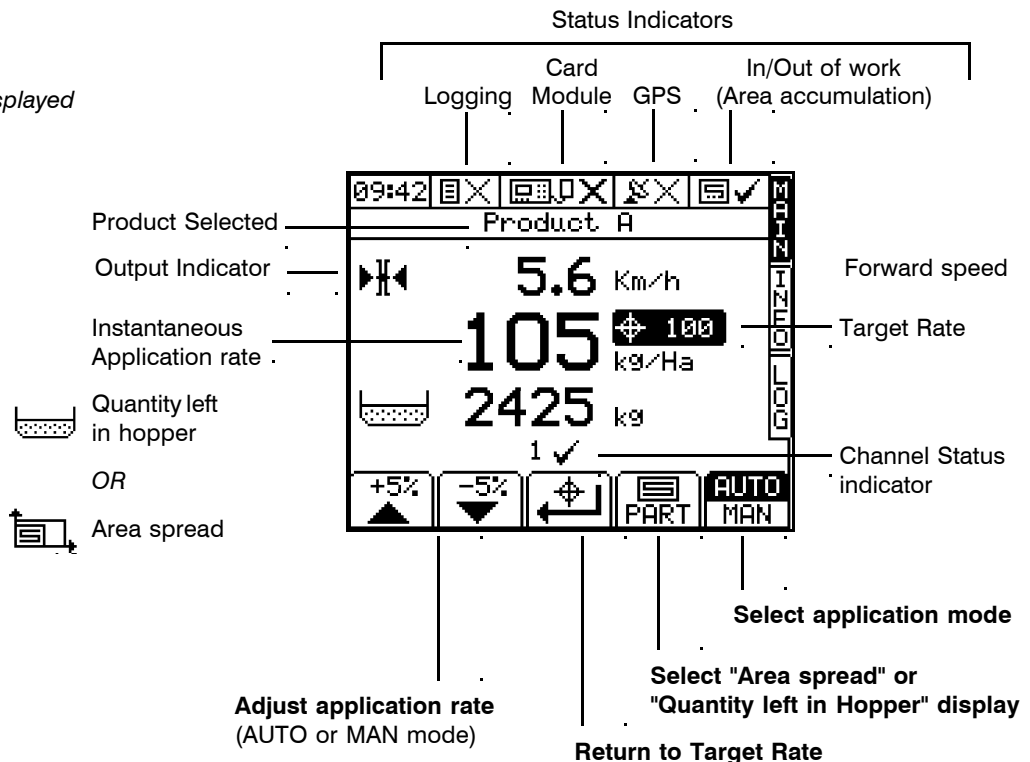 Status Indicators
Card
In/Out of work
Logging Module GPS (Area accumulation)
splayed
09:42
MAIN
Product Selected
Product A
Output Indicator
5.6 Km/h
Forward speed
INFO
Instantaneous
Application rate
105
100
kg/Ha
Target Rate
LOG
Quantity left
in hopper
2425 kg
OR
1
Channel Status
indicator
Area spread
+5%
-5%
PART
AUTO
MAN
Select application mode
Select "Area spread" or
"Quantity left in Hopper" display
Adjust application rate
(AUTO or MAN mode)
Return to Target Rate